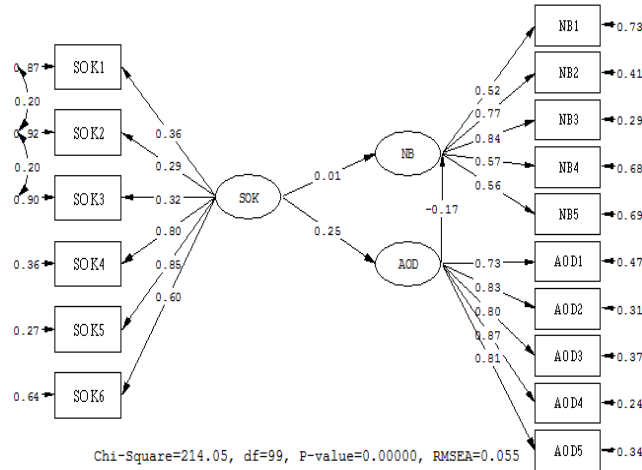 0.87
SOK1
0.20
0.92
SOK2
0.20
0.90
SOK3
0.36
SOK4
0.27
SOK5
0.64
SOK6
0.36
0.29
0.32
0.80
0.85
0.60
SOK
0.01
0.25
NB
-0.17
AOD
0.52
0.77
0.84
0.57
0.56
0.73
0.83
0.80
0.87
0.81
NB1
0.73
NB2
0.41
NB3
0.29
NB4
0.68
NB5
0.69
AOD1
0.47
AOD2
0.31
AOD3
0.37
AOD4
0.24
AOD5
0.34
Chi-Square=214.05, df=99, P-value=0.00000, RMSEA=0.055